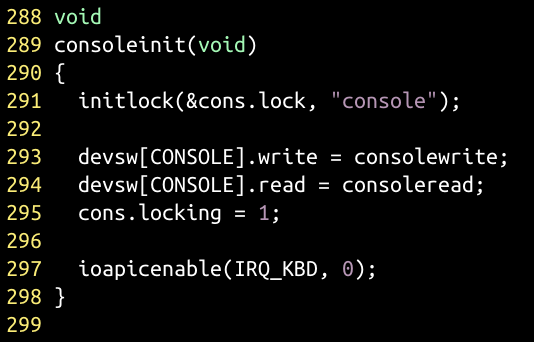 288 void
289 consoleinit(void)
290 {
291   initlock(&cons.lock, "console");
292
293   devsw[CONSOLE].write = consolewrite;
294   devsw[CONSOLE].read = consoleread;
295   cons.locking = 1;
296
297   ioapicenable(IRQ_KBD, 0);
298 }
299